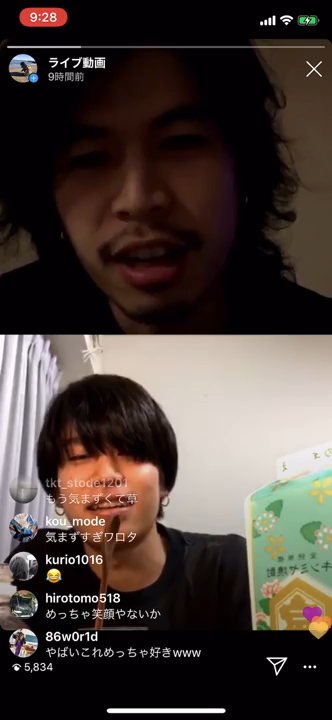 9:28
ライブ動画
9時間前
tkt_stode1201
もう気まずくて草
kou_mode
気まずすぎワロタ
kurio1016
😂
hirotomo518
めっちゃ笑顔やないか
86w0r1d
やばいこれめっちゃ好きwww
5,834